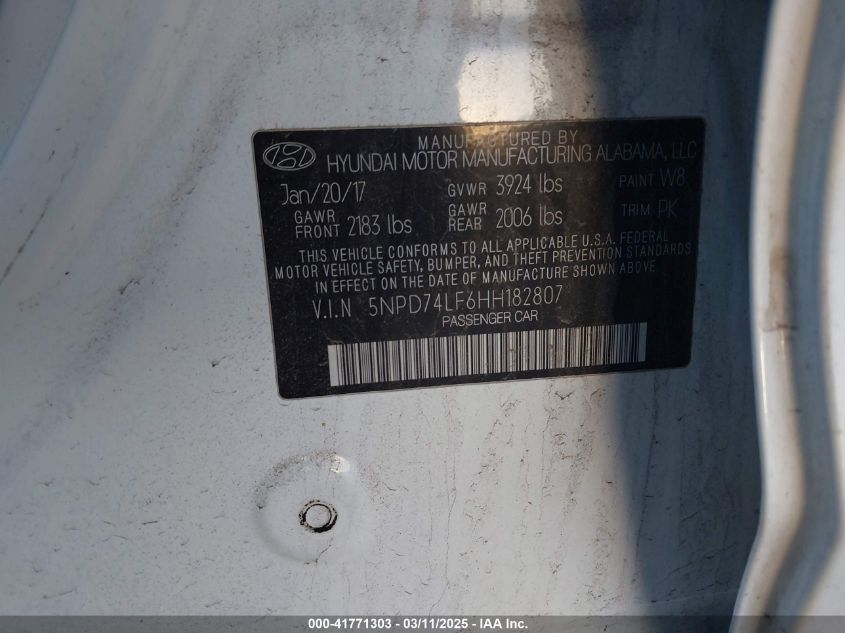 MANUFACTURED BY
HYUNDAI MOTOR MANUFACTURING ALABAMA, LLC
Jan/20/17 GVWR 3924 lbs PAINT W8
GAWR FRONT 2183 lbs GAWR REAR 2006 lbs TRIM PK
THIS VEHICLE CONFORMS TO ALL APPLICABLE U.S.A. FEDERAL
MOTOR VEHICLE SAFETY, BUMPER, AND THEFT PREVENTION STANDARDS
IN EFFECT ON THE DATE OF MANUFACTURE SHOWN ABOVE.
V.I.N 5NPD74LF6HH182807
PASSENGER CAR
000-41771303 - 03/11/2025 - IAA Inc.